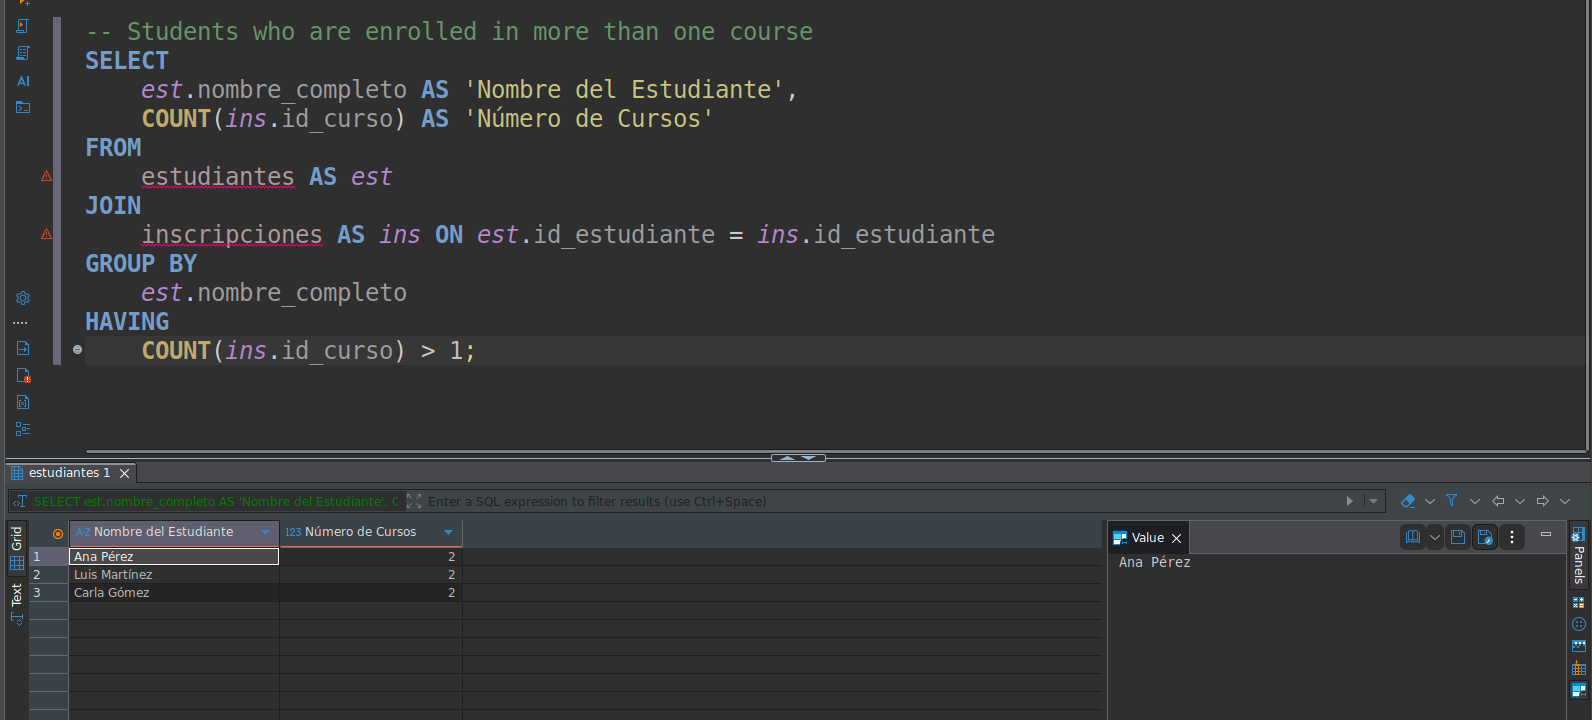 -- Students who are enrolled in more than one course
SELECT
est.nombre_completo AS 'Nombre del Estudiante',
COUNT(ins.id_curso) AS 'Número de Cursos'
FROM
estudiantes AS est
JOIN
inscripciones AS ins ON est.id_estudiante = ins.id_estudiante
GROUP BY
est.nombre_completo
HAVING
COUNT(ins.id_curso) > 1;
AI
estudiantes 1
SELECT est.nombre_completo AS 'Nombre del Estudiante', C
Enter a SQL expression to filter results (use Ctrl+Space)
Grid
Text
A-Z Nombre del Estudiante
123 Número de Cursos
1 Ana Pérez 2
2 Luis Martínez 2
3 Carla Gómez 2
Value
Ana Pérez
Panels